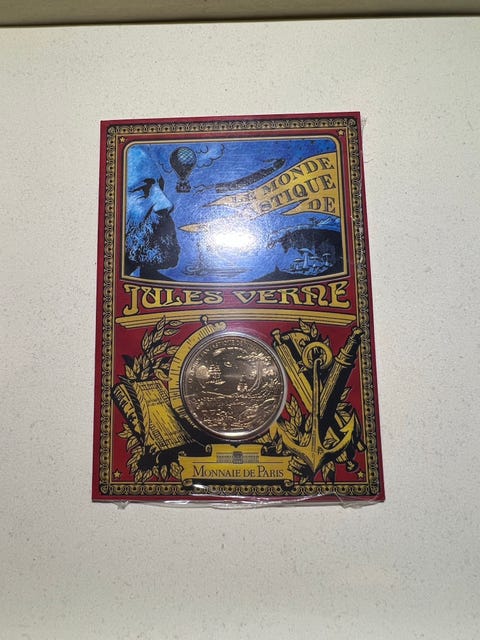 LE MONDE
DE
JULES VERNE
MONNAIE DE PARIS